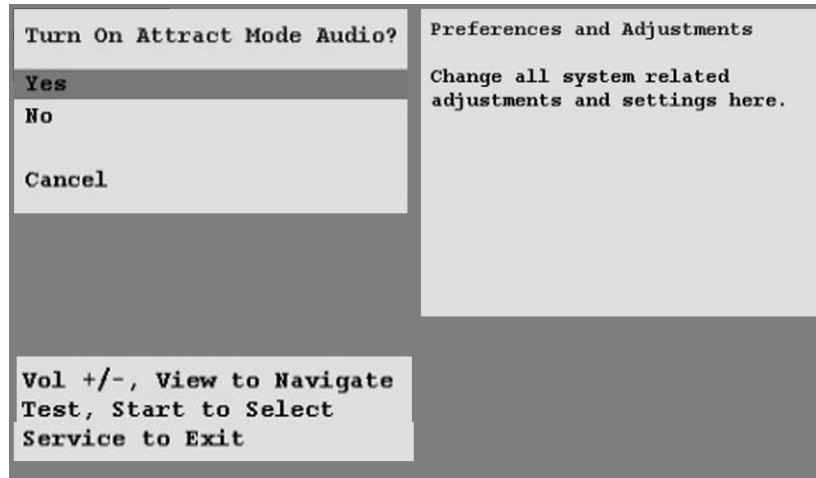 Turn On Attract Mode Audio?
Yes
No
Cancel
Preferences and Adjustments
Change all system related
adjustments and settings here.
Vol +/-, View to Navigate
Test, Start to Select
Service to Exit